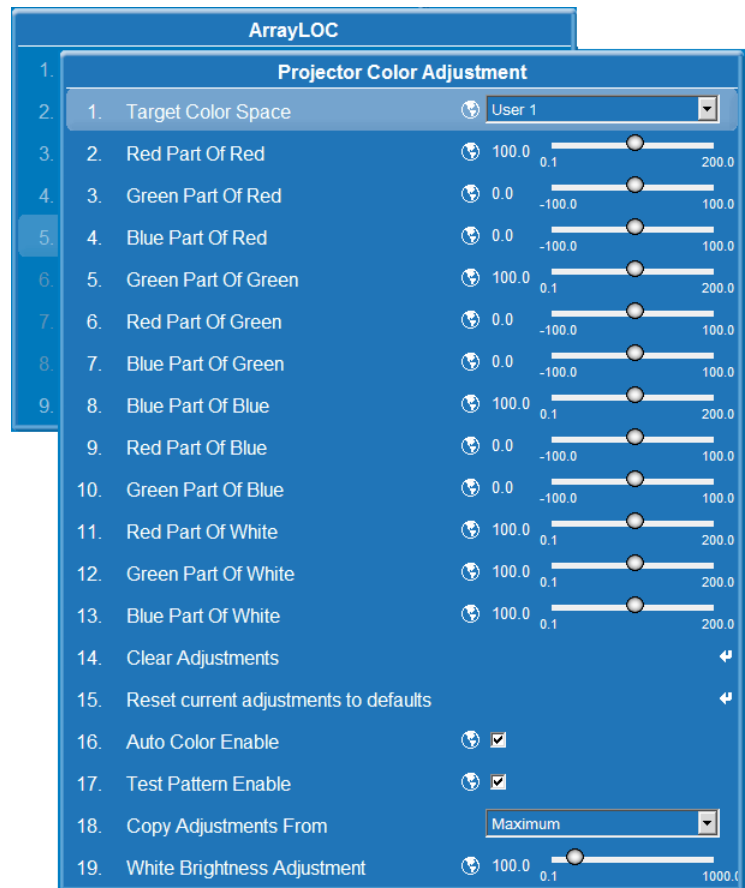 ArrayLOC
1.
2.
3.
4.
5.
6.
7.
8.
9.
Projector Color Adjustment
1. Target Color Space User 1
2. Red Part Of Red 100.0 0.1 200.0
3. Green Part Of Red 0.0 -100.0 100.0
4. Blue Part Of Red 0.0 -100.0 100.0
5. Green Part Of Green 100.0 0.1 200.0
6. Red Part Of Green 0.0 -100.0 100.0
7. Blue Part Of Green 0.0 -100.0 100.0
8. Blue Part Of Blue 100.0 0.1 200.0
9. Red Part Of Blue 0.0 -100.0 100.0
10. Green Part Of Blue 0.0 -100.0 100.0
11. Red Part Of White 100.0 0.1 200.0
12. Green Part Of White 100.0 0.1 200.0
13. Blue Part Of White 100.0 0.1 200.0
14. Clear Adjustments
15. Reset current adjustments to defaults
16. Auto Color Enable
17. Test Pattern Enable
18. Copy Adjustments From Maximum
19. White Brightness Adjustment 100.0 0.1 1000.